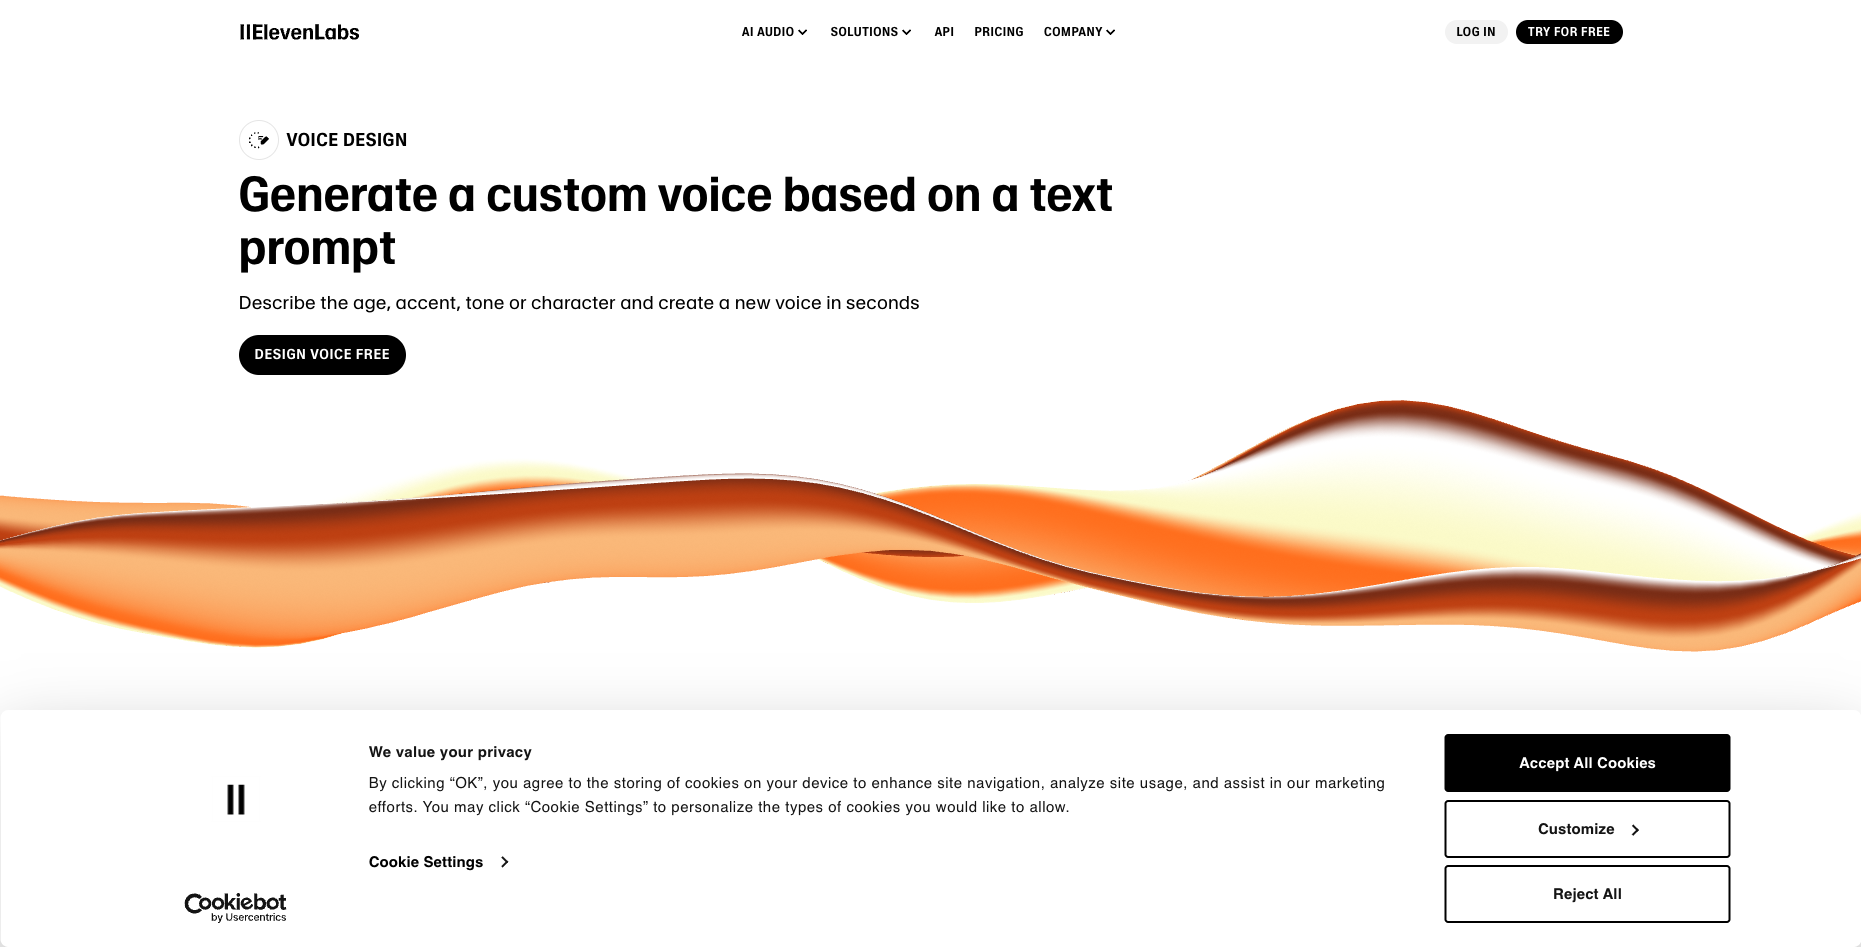 IIElevenLabs
AI AUDIO
SOLUTIONS
API
PRICING
COMPANY
LOG IN
TRY FOR FREE
VOICE DESIGN
Generate a custom voice based on a text
prompt
Describe the age, accent, tone or character and create a new voice in seconds
DESIGN VOICE FREE
We value your privacy
By clicking “OK”, you agree to the storing of cookies on your device to enhance site navigation, analyze site usage, and assist in our marketing
efforts. You may click “Cookie Settings” to personalize the types of cookies you would like to allow.
Cookie Settings
Cookiebot
by Usercentrics
Accept All Cookies
Customize
Reject All